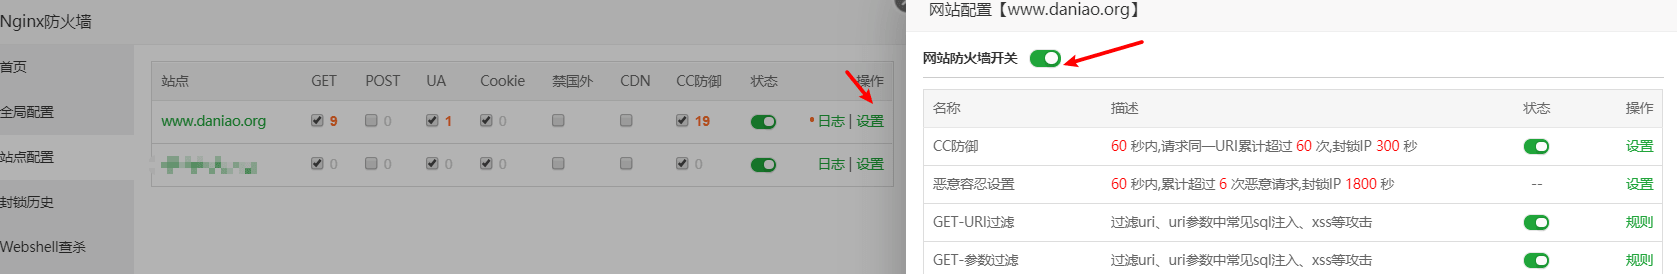 Nginx防火墙
首页
全局配置
站点配置
封锁历史
Webshell查杀
站点 GET POST UA Cookie 禁国外 CDN CC防御 状态 操作
www.daniao.org 9 0 1 0 19 日志 | 设置
0 0 0 0 0 日志 | 设置
网站配置【www.daniao.org】
网站防火墙开关
名称 描述 状态 操作
CC防御 60 秒内,请求同一URI累计超过 60 次,封锁IP 300 秒 设置
恶意容忍设置 60 秒内,累计超过 6 次恶意请求,封锁IP 1800 秒 -- 设置
GET-URI过滤 过滤uri、uri参数中常见sql注入、xss等攻击 规则
GET-参数过滤 过滤uri、uri参数中常见sql注入、xss等攻击 规则